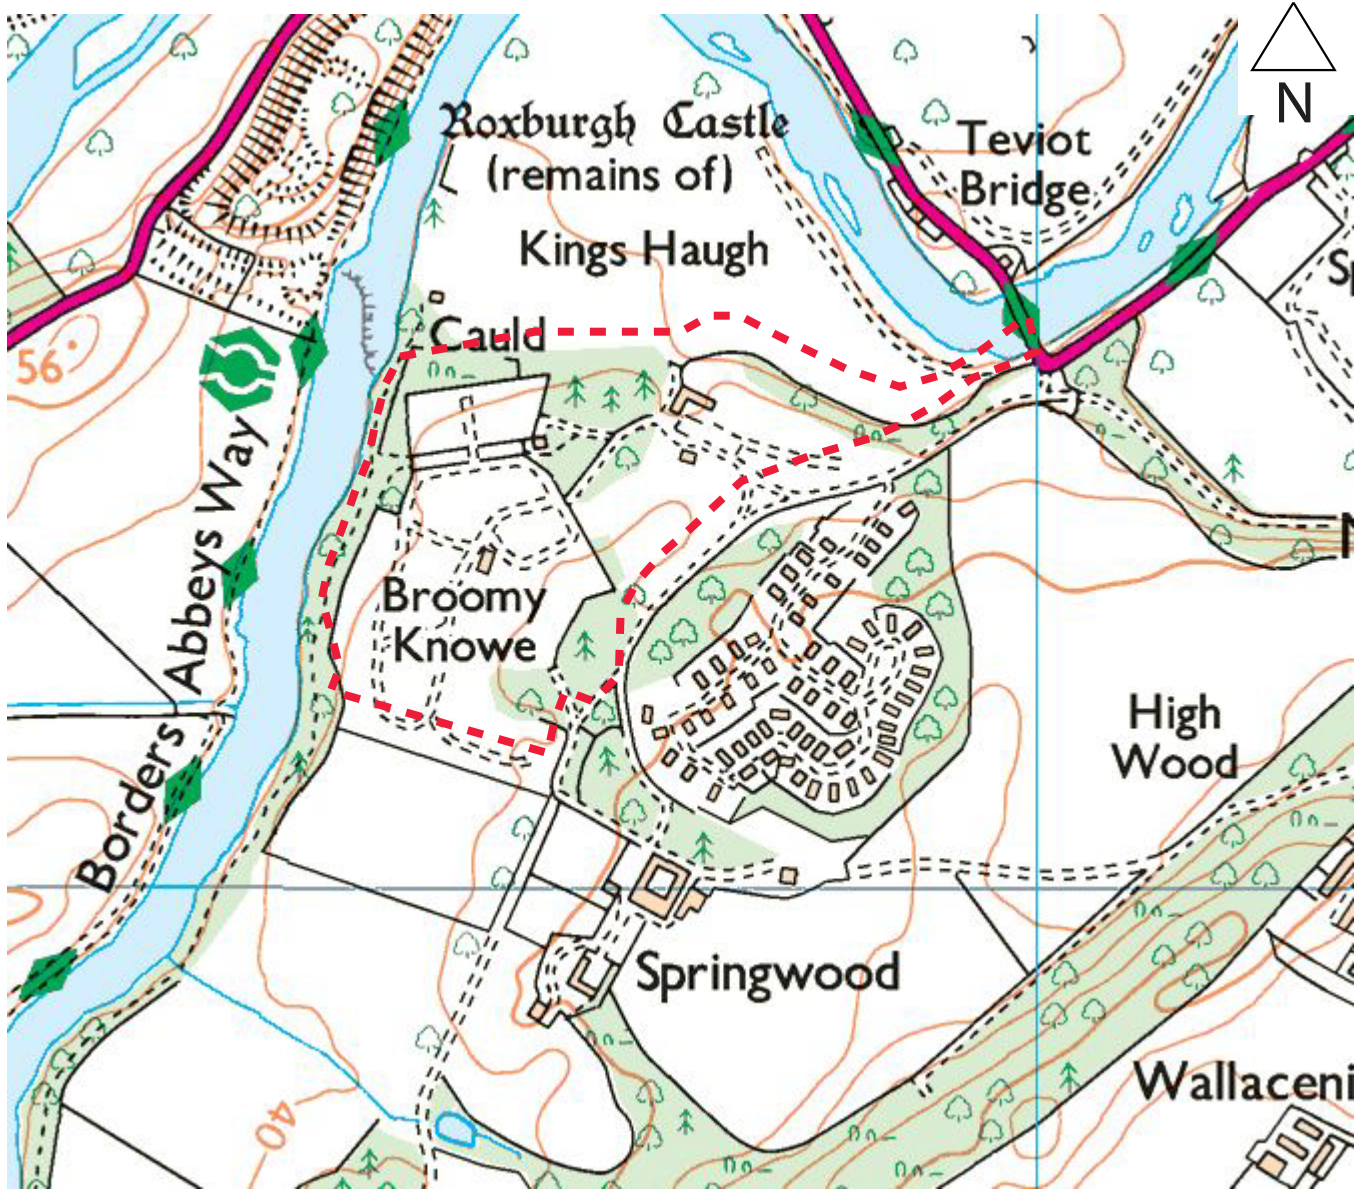 N
Roxburgh Castle
(remains of)
Teviot
Bridge
Kings Haugh
Sp
Cauld
56
Borders Abbeys Way
N
Broomy
Knowe
High
Wood
Springwood
Wallaceni
40